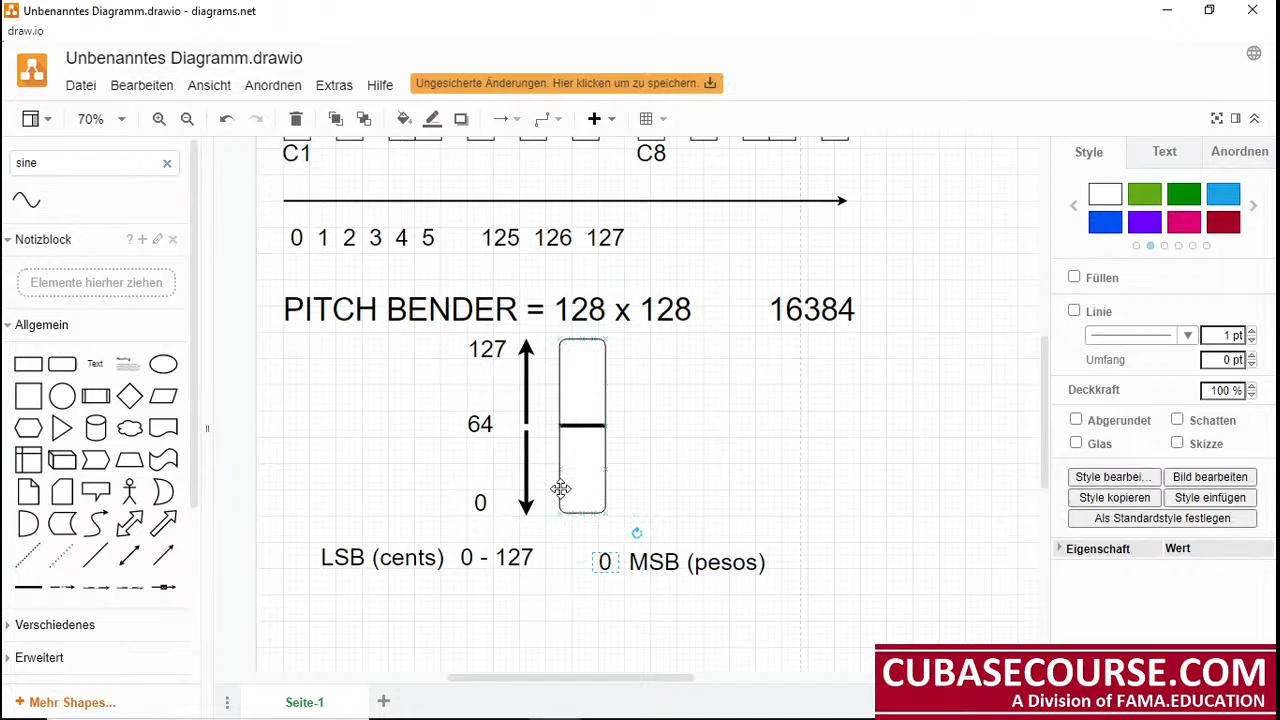 Unbenanntes Diagramm.drawio - diagrams.net
draw.io
Unbenanntes Diagramm.drawio
Datei Bearbeiten Ansicht Anordnen Extras Hilfe
Ungesicherte Änderungen. Hier klicken um zu speichern.
70%
sine
Notizblock
Elemente hierher ziehen
Allgemein
Text
Verschiedenes
Erweitert
+ Mehr Shapes...
C1 C8
0 1 2 3 4 5 125 126 127
PITCH BENDER = 128 x 128 16384
127
64
0
LSB (cents) 0 - 127 0 MSB (pesos)
Seite-1
Style Text Anordnen
Füllen
Linie
1 pt
Umfang 0 pt
Deckkraft 100 %
Abgerundet Schatten
Glas Skizze
Style bearbei... Bild bearbeiten
Style kopieren Style einfügen
Als Standardstyle festlegen
Eigenschaft Wert
CUBASECOURSE.COM
A Division of FAMA.EDUCATION